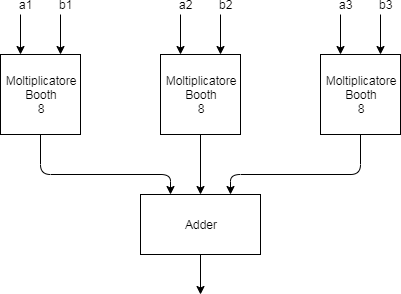 a1 b1 a2 b2 a3 b3
Moltiplicatore
Booth
8
Moltiplicatore
Booth
8
Moltiplicatore
Booth
8
Adder